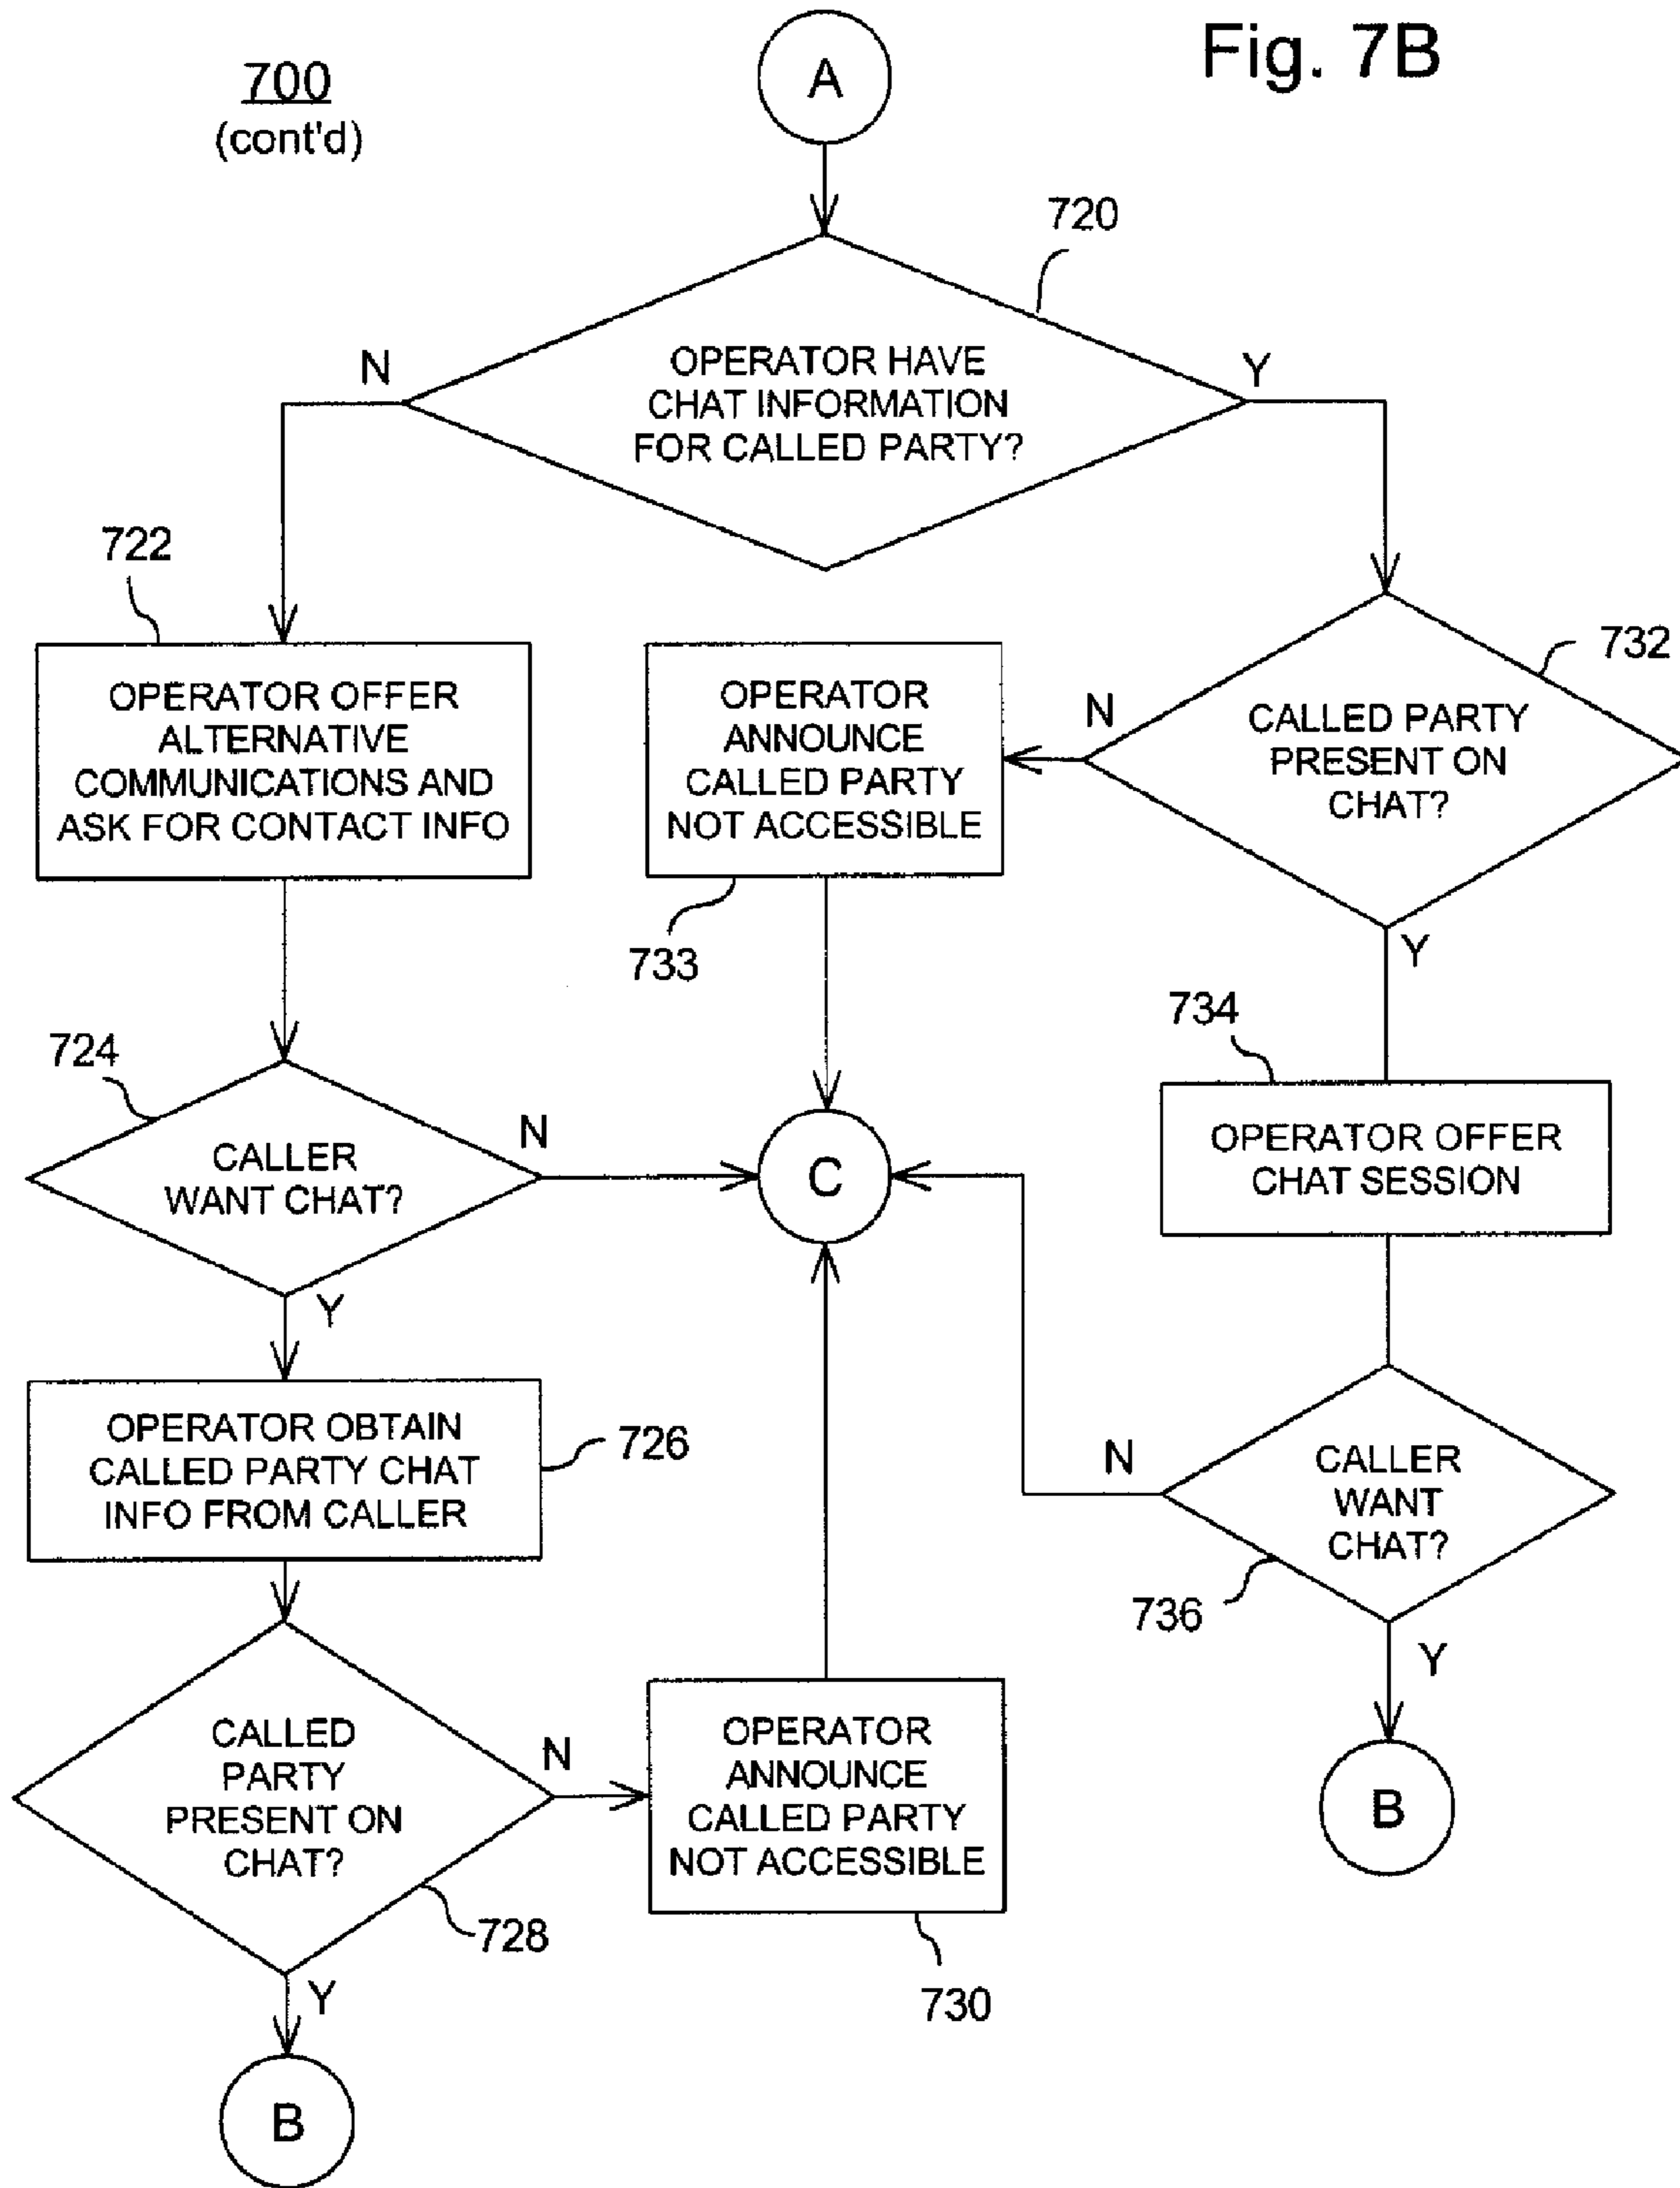 Fig. 7B
700
(cont'd)
A
720
OPERATOR HAVE
CHAT INFORMATION
FOR CALLED PARTY?
N
Y
722
OPERATOR OFFER
ALTERNATIVE
COMMUNICATIONS AND
ASK FOR CONTACT INFO
OPERATOR
ANNOUNCE
CALLED PARTY
NOT ACCESSIBLE
733
N
732
CALLED PARTY
PRESENT ON
CHAT?
Y
724
CALLER
WANT CHAT?
N
Y
C
734
OPERATOR OFFER
CHAT SESSION
726
OPERATOR OBTAIN
CALLED PARTY CHAT
INFO FROM CALLER
N
CALLER
WANT
CHAT?
736
Y
B
CALLED
PARTY
PRESENT ON
CHAT?
728
N
Y
OPERATOR
ANNOUNCE
CALLED PARTY
NOT ACCESSIBLE
730
B